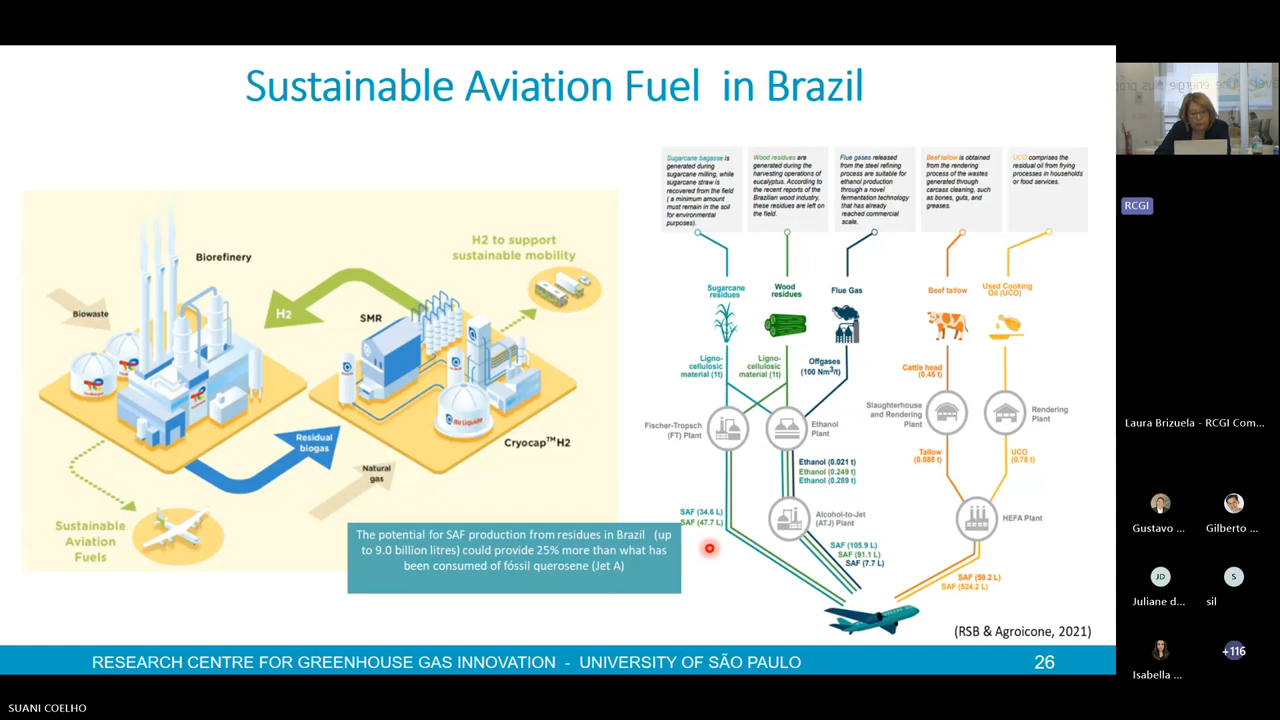 Sustainable Aviation Fuel in Brazil
Biorefinery
Biowaste
H2 to support
sustainable mobility
H2
SMR
Air Liquide
Cryocap™H2
Residual
biogas
Natural
gas
Sustainable
Aviation
Fuels
The potential for SAF production from residues in Brazil (up
to 9.0 billion litres) could provide 25% more than what has
been consumed of fóssil querosene (Jet A)
Sugarcane bagasse is
generated during
sugarcane milling, while
sugarcane straw is
recovered from the field
( a minimum amount
must remain in the soil
for environmental
purposes).
Wood residues are
generated during the
harvesting operations of
eucalyptus. According to
the recent reports of the
Brazilian wood industry,
these residues are left on
the field.
Flue gases released
from the steel refining
process are suitable for
ethanol production
through a novel
fermentation technology
that has already
reached commercial
scale.
Beef tallow is obtained
from the rendering
process of the wastes
generated through
carcass cleaning, such
as bones, guts, and
greases.
UCO comprises the
residual oil from frying
processes in households
or food services.
Sugarcane
residues
Wood
residues
Flue Gas
Beef tallow
Used Cooking
Oil (UCO)
Ligno-
cellulosic
material (1t)
Ligno-
cellulosic
material (1t)
Offgases
(100 Nm³/t)
Cattle head
(0.45 t)
Fischer-Tropsch
(FT) Plant
Ethanol
Plant
Slaughterhouse
and Rendering
Plant
Rendering
Plant
Ethanol (0.021 t)
Ethanol (0.249 t)
Ethanol (0.289 t)
Tallow
(0.088 t)
UCO
(0.78 t)
SAF (34.6 L)
SAF (47.7 L)
Alcohol-to-Jet
(ATJ) Plant
HEFA Plant
SAF (105.9 L)
SAF (91.1 L)
SAF (7.7 L)
SAF (59.2 L)
SAF (524.2 L)
(RSB & Agroicone, 2021)
RESEARCH CENTRE FOR GREENHOUSE GAS INNOVATION - UNIVERSITY OF SÃO PAULO
26
RCGI
Laura Brizuela - RCGI Com...
Gustavo ...
Gilberto ...
JD
S
Juliane d...
sil
Isabella ...
+116
SUANI COELHO